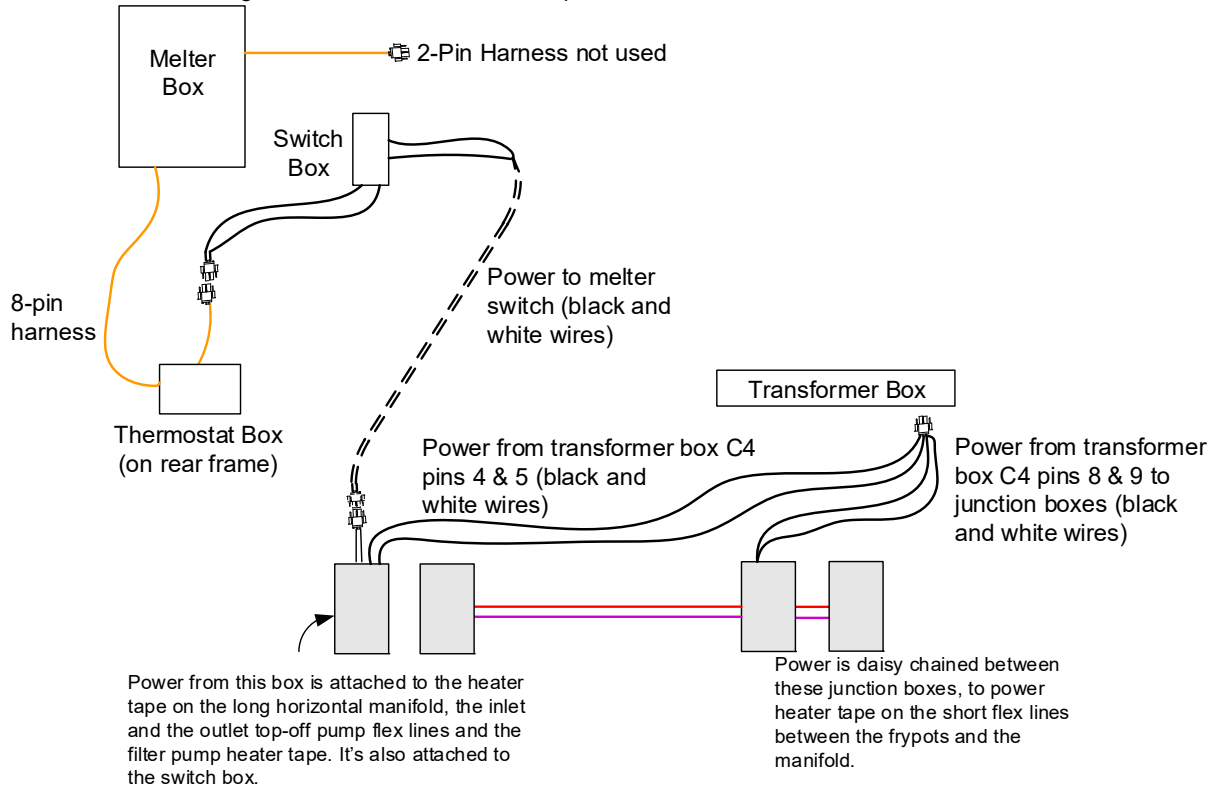 2-Pin Harness not used
Melter
Box
Switch
Box
8-pin
harness
Power to melter
switch (black and
white wires)
Transformer Box
Thermostat Box
(on rear frame)
Power from transformer box C4
pins 4 & 5 (black and
white wires)
Power from transformer
box C4 pins 8 & 9 to
junction boxes (black
and white wires)
Power from this box is attached to the heater
tape on the long horizontal manifold, the inlet
and the outlet top-off pump flex lines and the
filter pump heater tape. It’s also attached to
the switch box.
Power is daisy chained between
these junction boxes, to power
heater tape on the short flex lines
between the frypots and the
manifold.